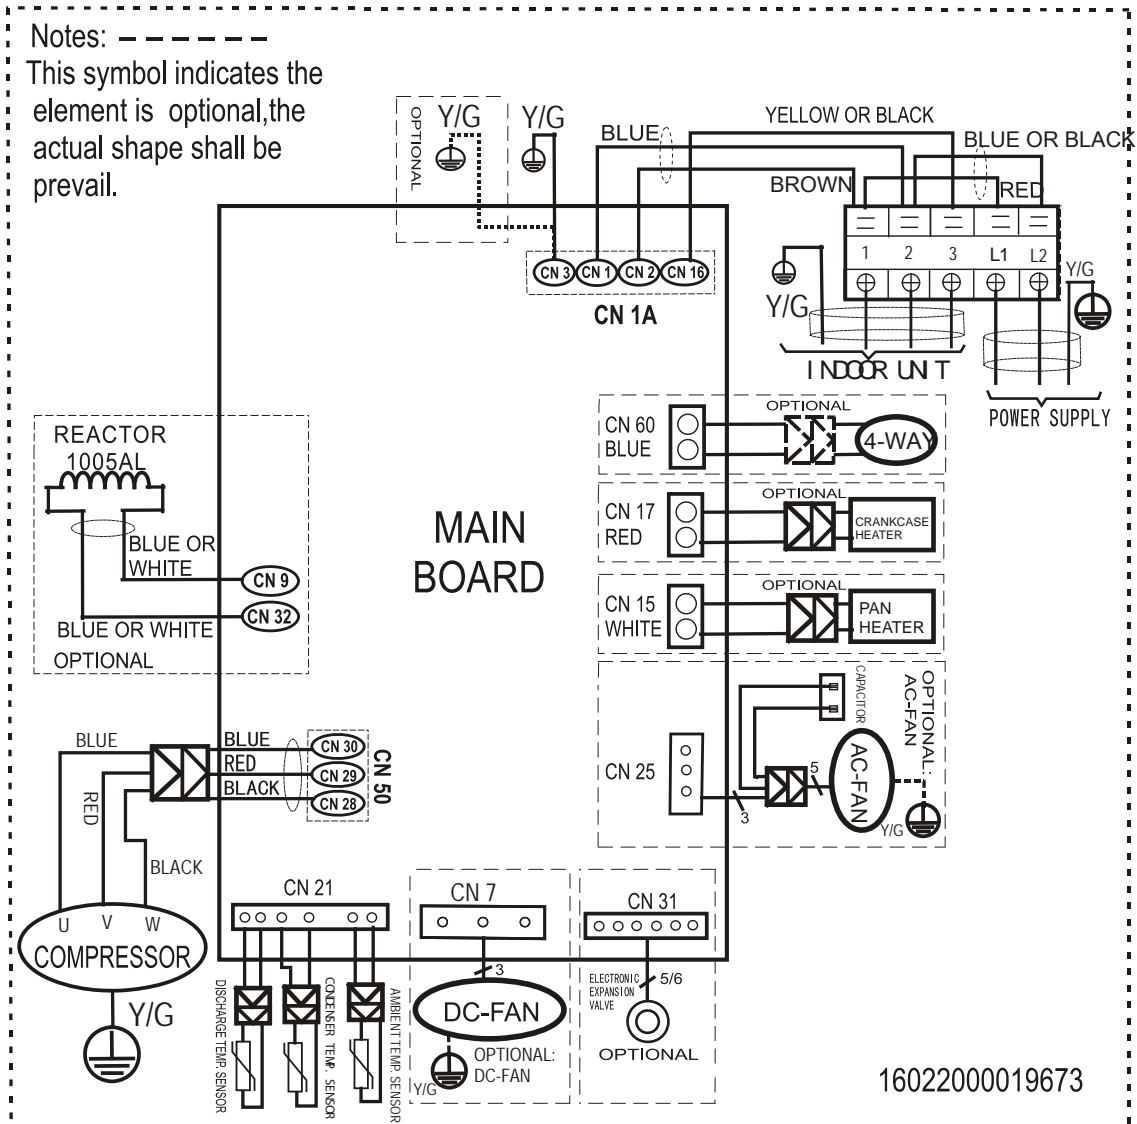 Notes: – – – – – –
This symbol indicates the
element is optional,the
actual shape shall be
prevail.
OPTIONAL
Y/G
Y/G
BLUE
YELLOW OR BLACK
BLUE OR BLACK
BROWN
RED
1 2 3 L1 L2
Y/G
Y/G
INDOOR UNIT
POWER SUPPLY
CN 3 CN 1 CN 2 CN 16
CN 1A
REACTOR
1005AL
BLUE OR
WHITE
CN 9
CN 32
BLUE OR WHITE
OPTIONAL
MAIN
BOARD
CN 60
BLUE
OPTIONAL
4-WAY
CN 17
RED
OPTIONAL
CRANKCASE
HEATER
CN 15
WHITE
OPTIONAL
PAN
HEATER
CN 25
3
5
CAPACITOR
AC-FAN
OPTIONAL:
AC-FAN
Y/G
BLUE
RED
BLACK
BLUE
RED
BLACK
CN 30
CN 29
CN 28
CN 50
U V W
COMPRESSOR
Y/G
CN 21
DISCHARGE TEMP. SENSOR
CONDENSER TEMP. SENSOR
AMBIENT TEMP. SENSOR
CN 7
3
DC-FAN
Y/G
OPTIONAL:
DC-FAN
CN 31
ELECTRONIC
EXPANSION
VALVE
5/6
OPTIONAL
16022000019673